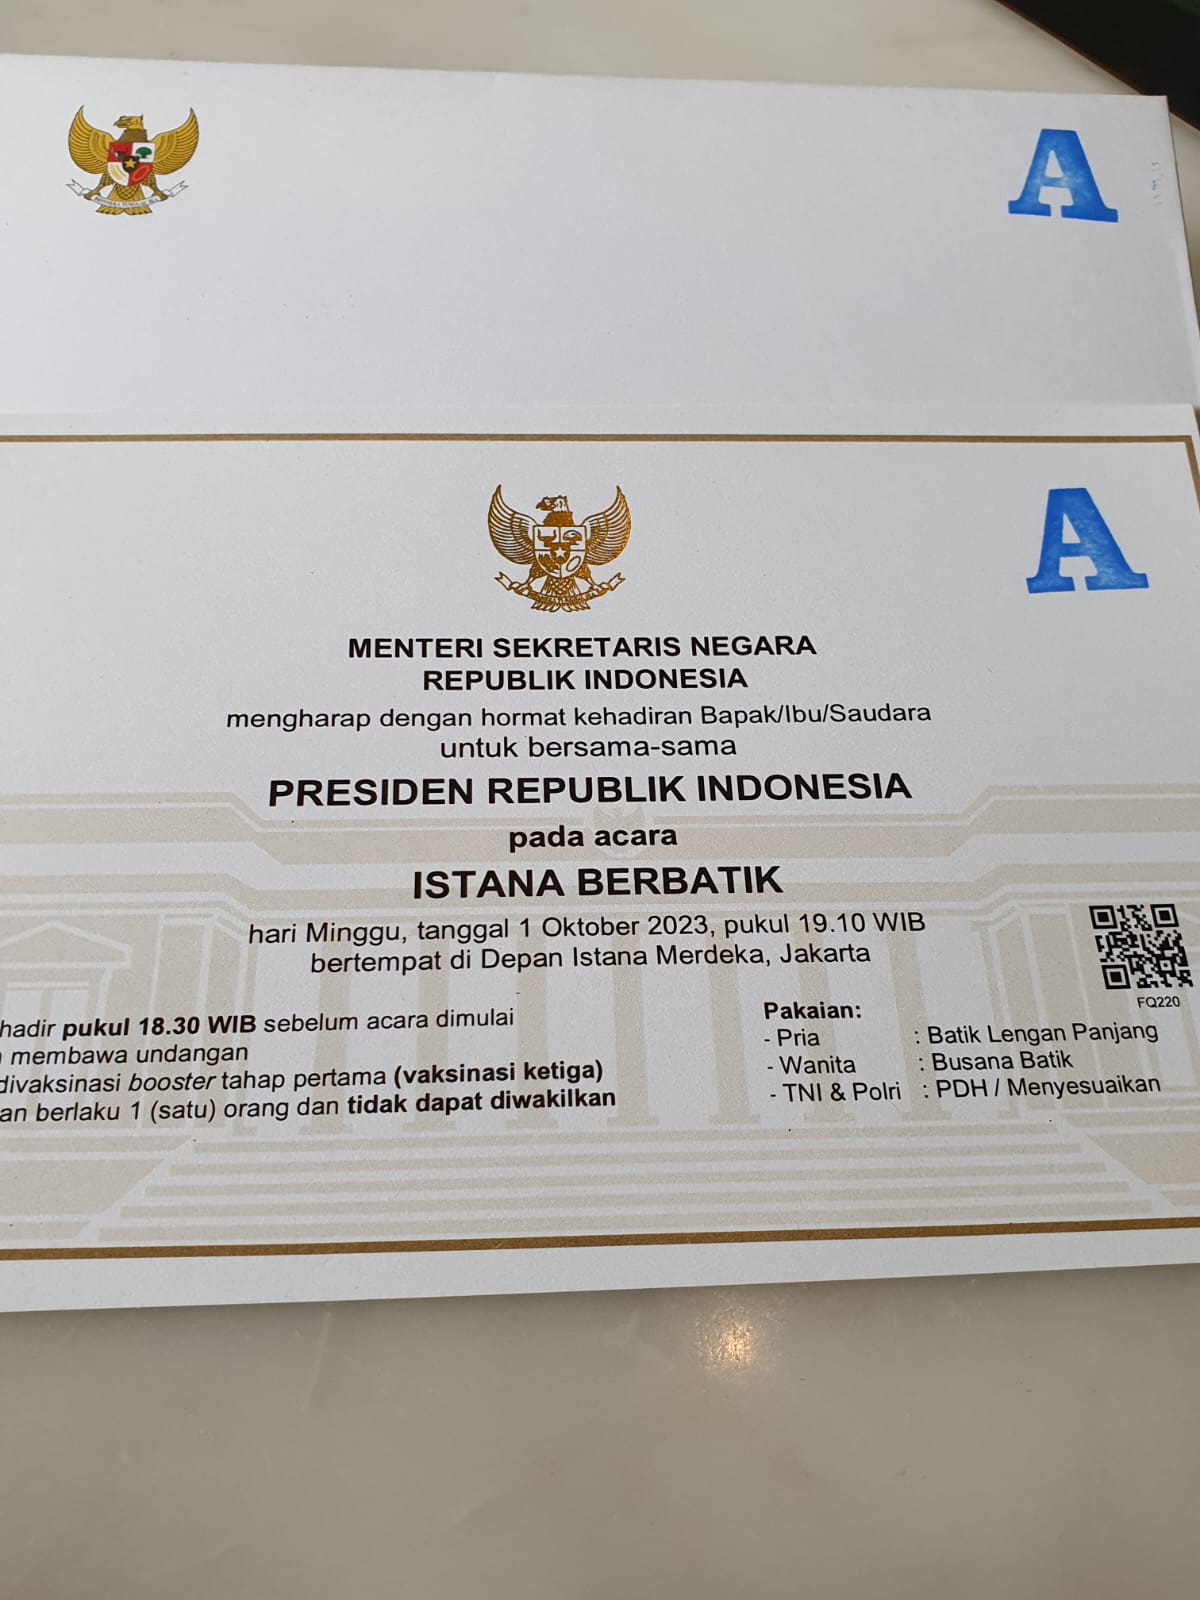 A
A
MENTERI SEKRETARIS NEGARA
REPUBLIK INDONESIA
mengharap dengan hormat kehadiran Bapak/Ibu/Saudara
untuk bersama-sama
PRESIDEN REPUBLIK INDONESIA
pada acara
ISTANA BERBATIK
hari Minggu, tanggal 1 Oktober 2023, pukul 19.10 WIB
bertempat di Depan Istana Merdeka, Jakarta
FQ220
hadir pukul 18.30 WIB sebelum acara dimulai
membawa undangan
divaksinasi booster tahap pertama (vaksinasi ketiga)
an berlaku 1 (satu) orang dan tidak dapat diwakilkan
Pakaian:
- Pria : Batik Lengan Panjang
- Wanita : Busana Batik
- TNI & Polri : PDH / Menyesuaikan